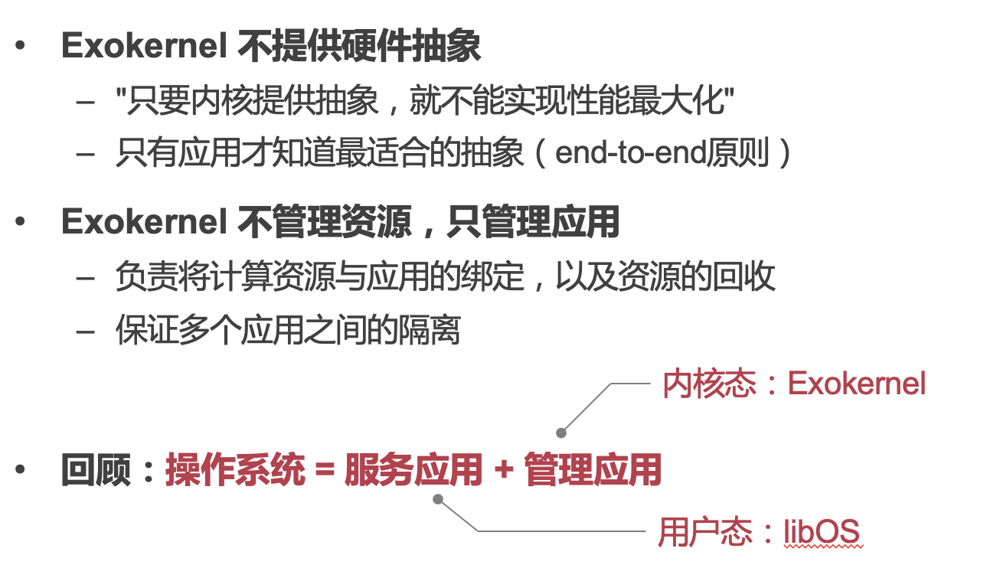 • Exokernel 不提供硬件抽象
– "只要内核提供抽象，就不能实现性能最大化"
– 只有应用才知道最适合的抽象（end-to-end原则）
• Exokernel 不管理资源，只管理应用
– 负责将计算资源与应用的绑定，以及资源的回收
– 保证多个应用之间的隔离
内核态：Exokernel
• 回顾：操作系统 = 服务应用 + 管理应用
用户态：libOS